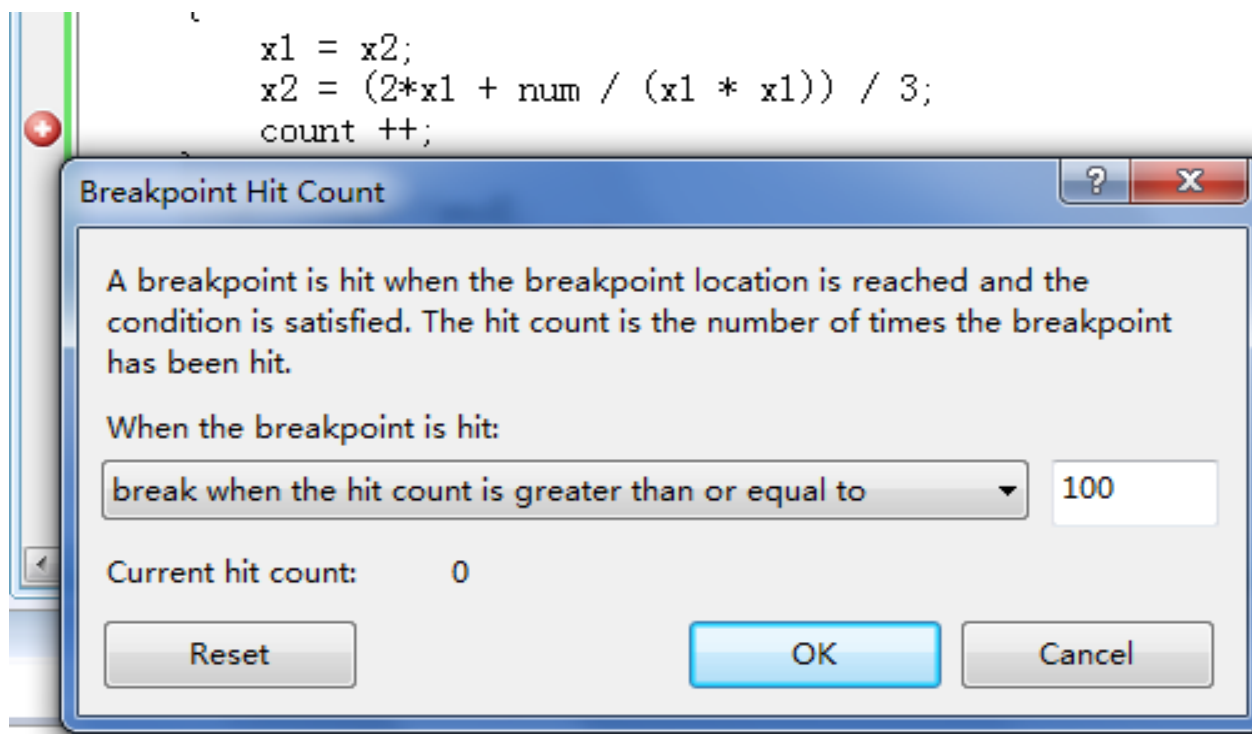 {
x1 = x2;
x2 = (2*x1 + num / (x1 * x1)) / 3;
count ++;
Breakpoint Hit Count
A breakpoint is hit when the breakpoint location is reached and the
condition is satisfied. The hit count is the number of times the breakpoint
has been hit.
When the breakpoint is hit:
break when the hit count is greater than or equal to 100
Current hit count: 0
Reset OK Cancel